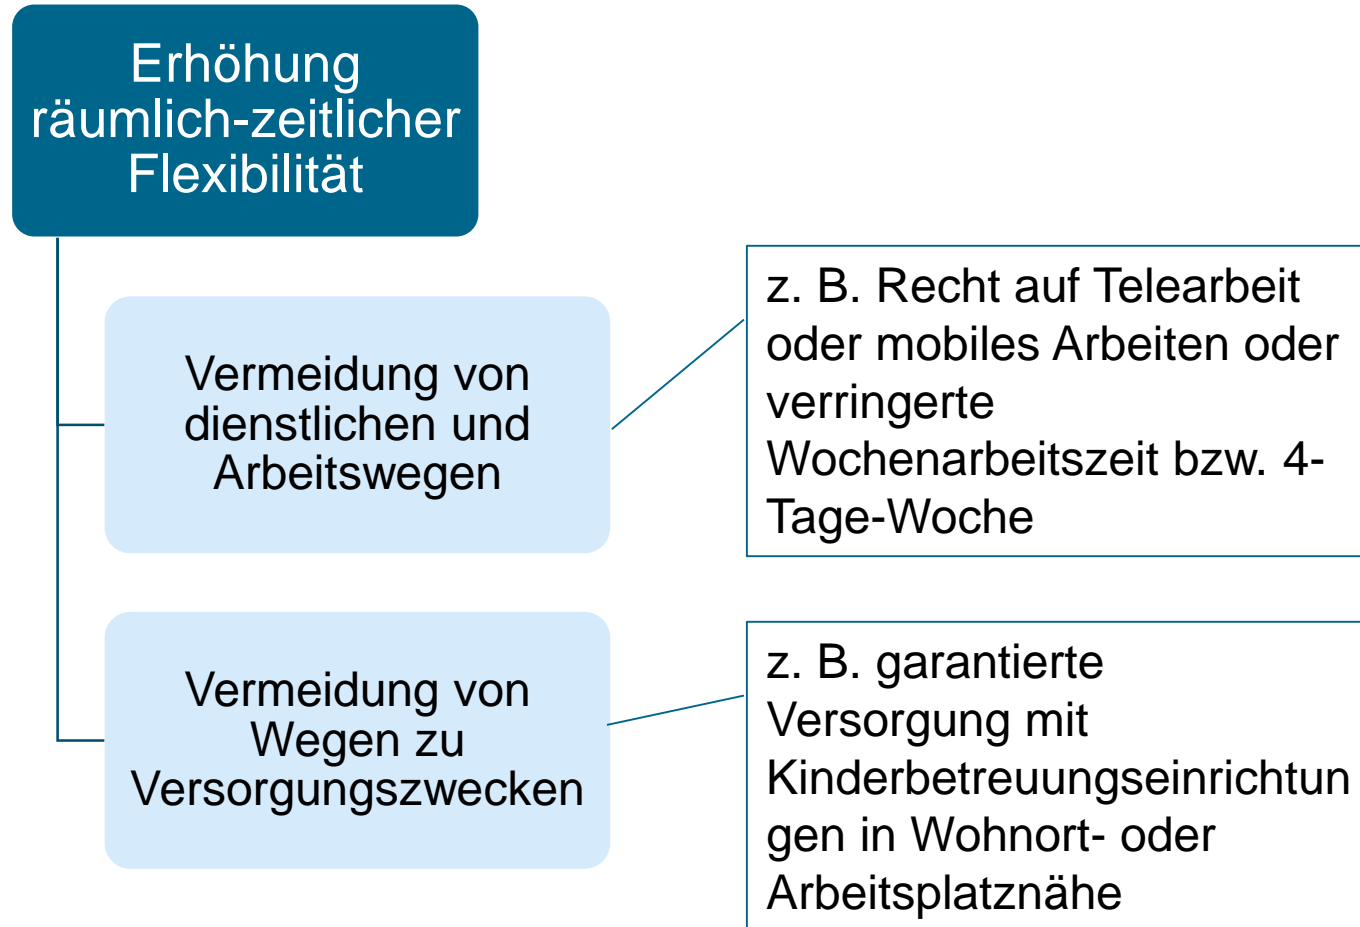 Erhöhung
räumlich-zeitlicher
Flexibilität
Vermeidung von
dienstlichen und
Arbeitswegen
z. B. Recht auf Telearbeit
oder mobiles Arbeiten oder
verringerte
Wochenarbeitszeit bzw. 4-
Tage-Woche
Vermeidung von
Wegen zu
Versorgungszwecken
z. B. garantierte
Versorgung mit
Kinderbetreuungseinrichtun
gen in Wohnort- oder
Arbeitsplatznähe